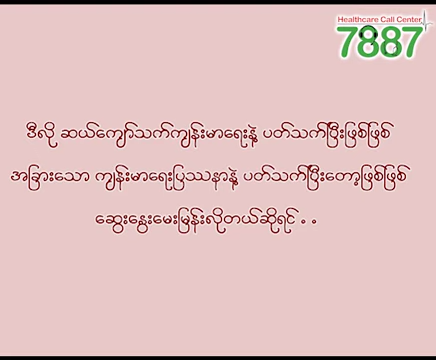 Healthcare Call Center
7887
ဒီလို ဆယ်ကျော်သက်ကျန်းမာရေးနဲ့ ပတ်သက်ပြီးဖြစ်ဖြစ်
အခြားသော ကျန်းမာရေးပြဿနာနဲ့ ပတ်သက်ပြီးတော့ဖြစ်ဖြစ်
ဆွေးနွေးမေးမြန်းလိုတယ်ဆိုရင် . .